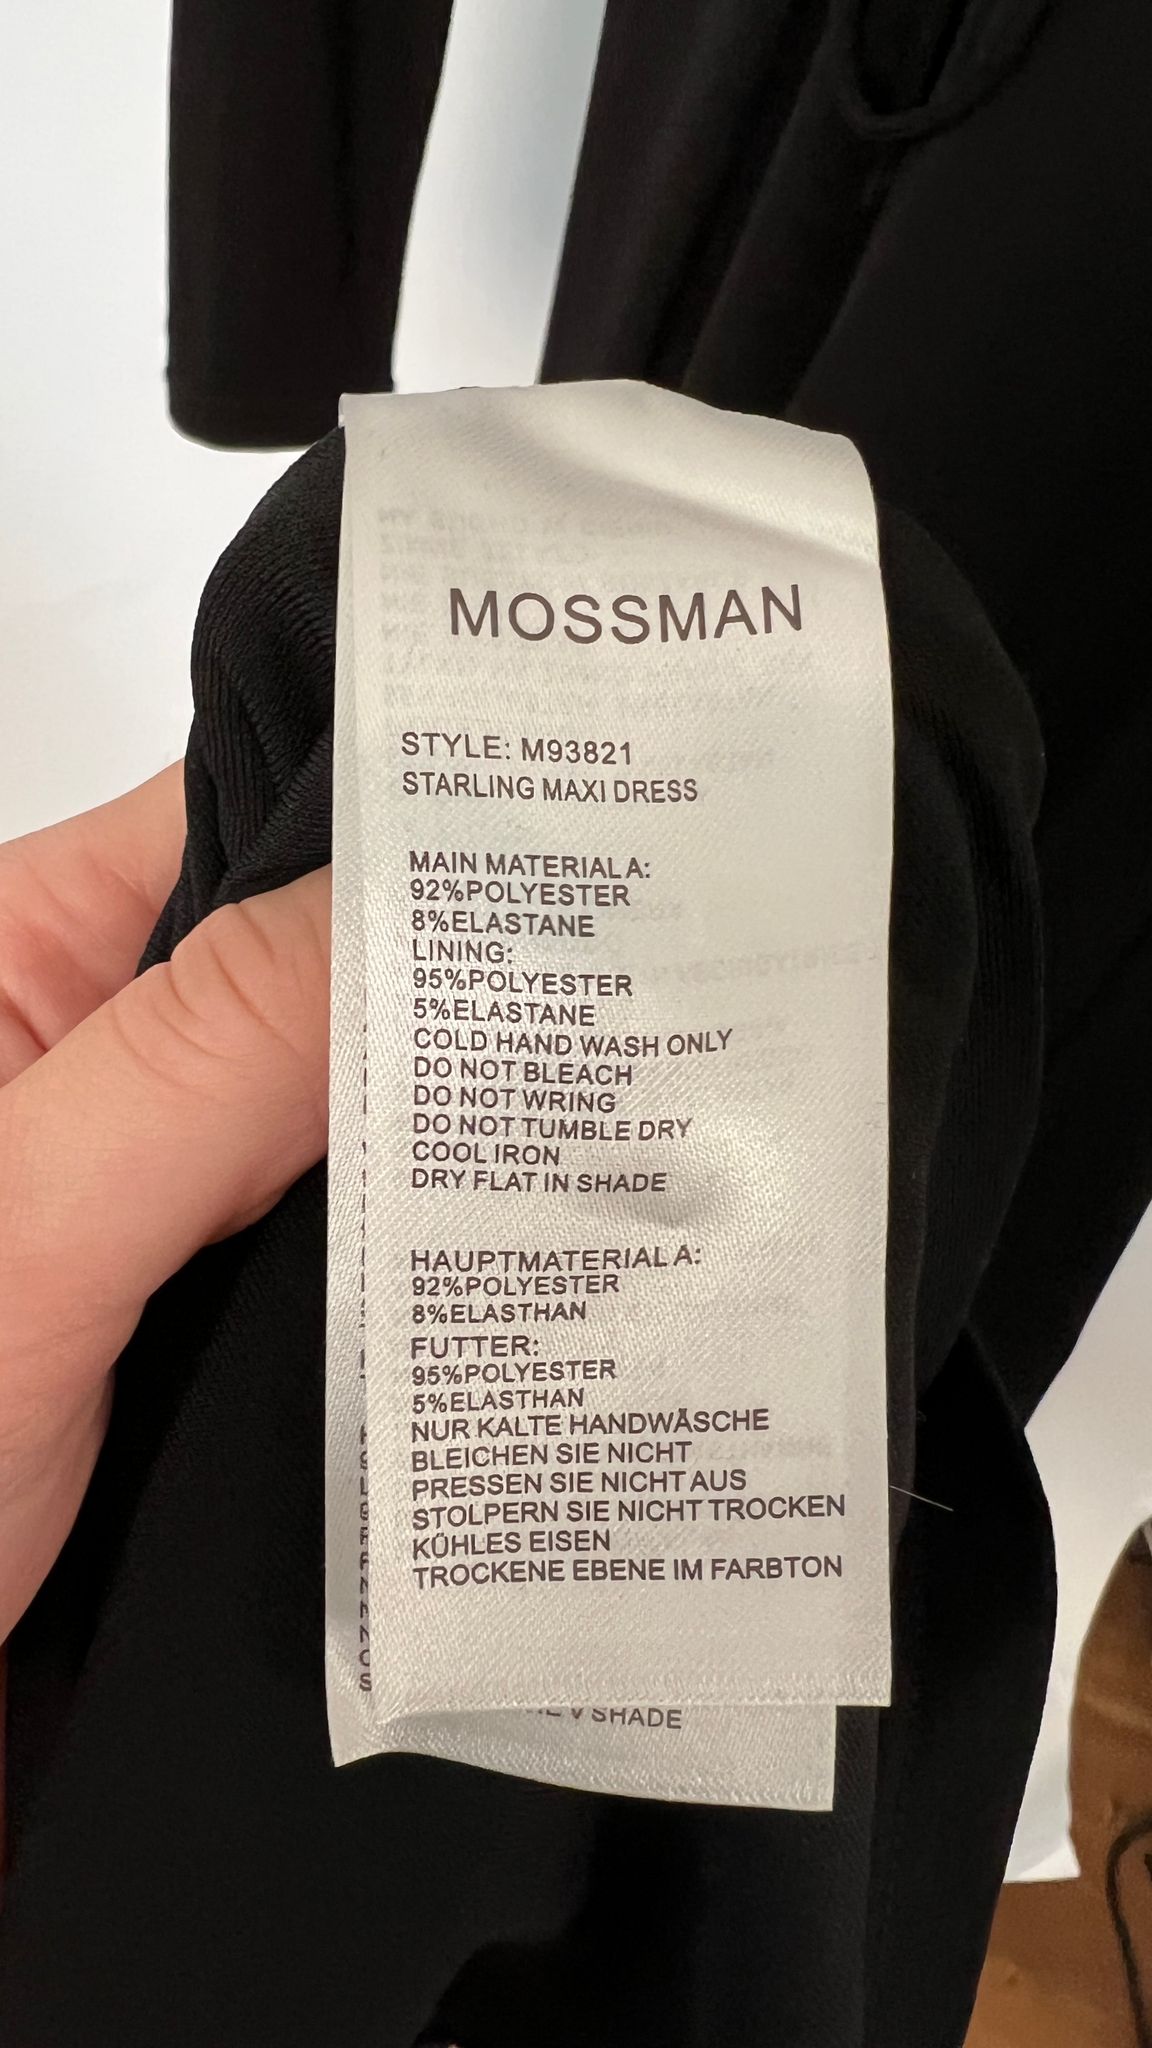 MOSSMAN
STYLE: M93821
STARLING MAXI DRESS
MAIN MATERIAL A:
92%POLYESTER
8%ELASTANE
LINING:
95%POLYESTER
5%ELASTANE
COLD HAND WASH ONLY
DO NOT BLEACH
DO NOT WRING
DO NOT TUMBLE DRY
COOL IRON
DRY FLAT IN SHADE
HAUPTMATERIAL A:
92%POLYESTER
8%ELASTHAN
FUTTER:
95%POLYESTER
5%ELASTHAN
NUR KALTE HANDWÄSCHE
BLEICHEN SIE NICHT
PRESSEN SIE NICHT AUS
STOLPERN SIE NICHT TROCKEN
KÜHLES EISEN
TROCKENE EBENE IM FARBTON
SHADE